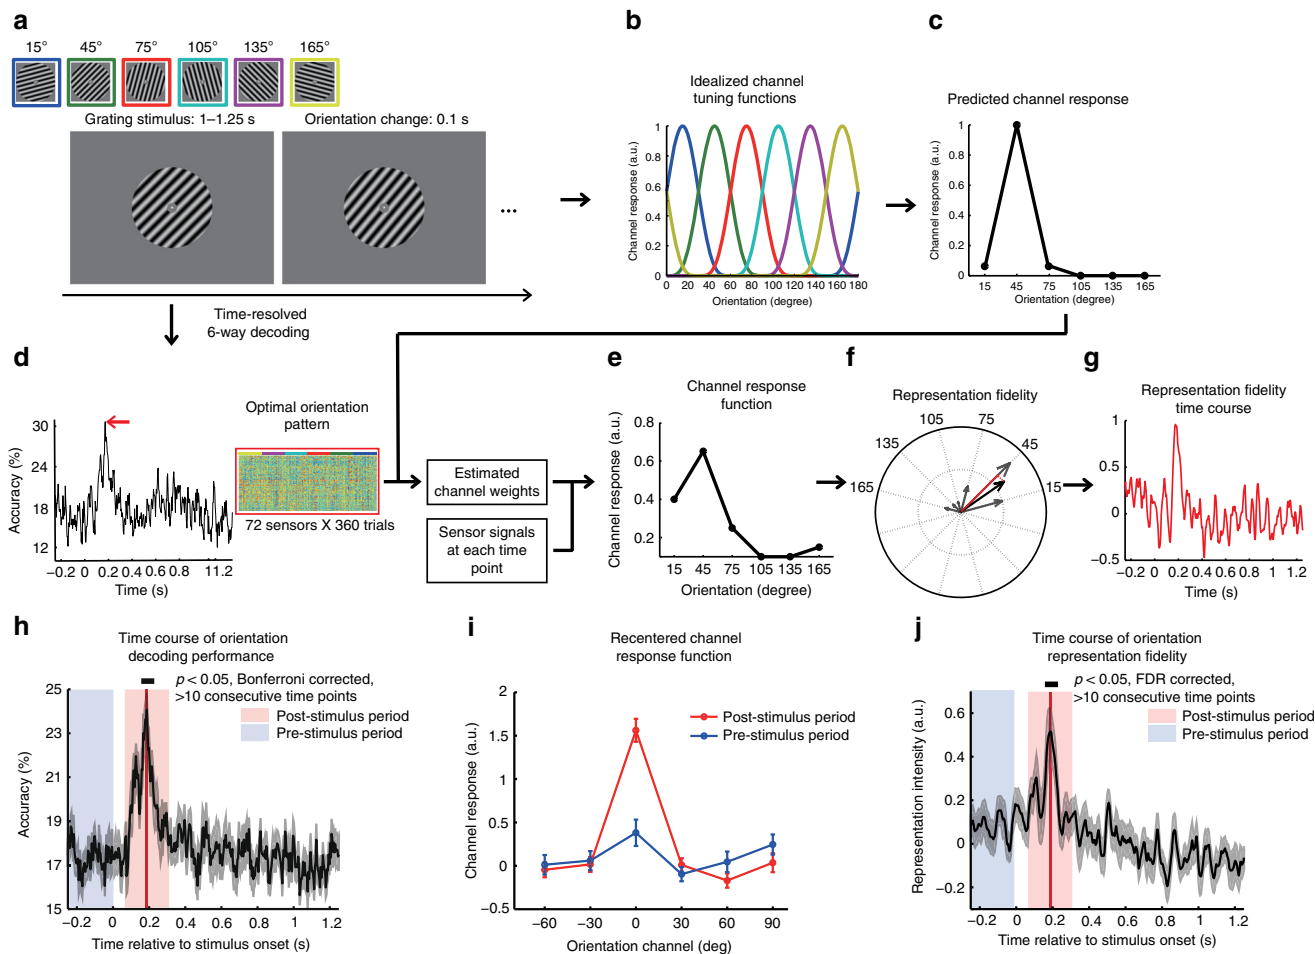 a
15° 45° 75° 105° 135° 165°
Grating stimulus: 1–1.25 s
Orientation change: 0.1 s
...
Time-resolved
6-way decoding
b
Idealized channel
tuning functions
Channel response (a.u.)
1
0.8
0.6
0.4
0.2
0
0 20 40 60 80 100 120 140 160 180
Orientation (degree)
c
Predicted channel response
Channel response (a.u.)
1
0.8
0.6
0.4
0.2
0
15 45 75 105 135 165
Orientation (degree)
d
Accuracy (%)
30
24
18
12
−0.2 0 0.2 0.4 0.6 0.8 11.2
Time (s)
Optimal orientation
pattern
72 sensors X 360 trials
Estimated
channel weights
Sensor signals
at each time
point
e
Channel response
function
Channel response (a.u.)
0.8
0.6
0.4
0.2
15 45 75 105 135 165
Orientation (degree)
f
Representation fidelity
105 75
135 45
165 15
g
Representation fidelity
time course
1
0.5
0
−0.5
−0.2 0 0.2 0.4 0.6 0.8 1 1.2
Time (s)
h
Time course of orientation
decoding performance
p < 0.05, Bonferroni corrected,
>10 consecutive time points
Post-stimulus period
Pre-stimulus period
Accuracy (%)
25
23
21
19
17
15
0 0.2 0.4 0.6 0.8 1.0 1.2
Time relative to stimulus onset (s)
i
Recentered channel
response function
Post-stimulus period
Pre-stimulus period
Channel response (a.u.)
2
1.5
1
0.5
0
−0.5
−60 −30 0 30 60 90
Orientation channel (deg)
j
Time course of orientation
representation fidelity
p < 0.05, FDR corrected,
>10 consecutive time points
Post-stimulus period
Pre-stimulus period
Representation intensity (a.u.)
0.6
0.4
0.2
0
−0.2
0 0.2 0.4 0.6 0.8 1 1.2
Time relative to stimulus onset (s)